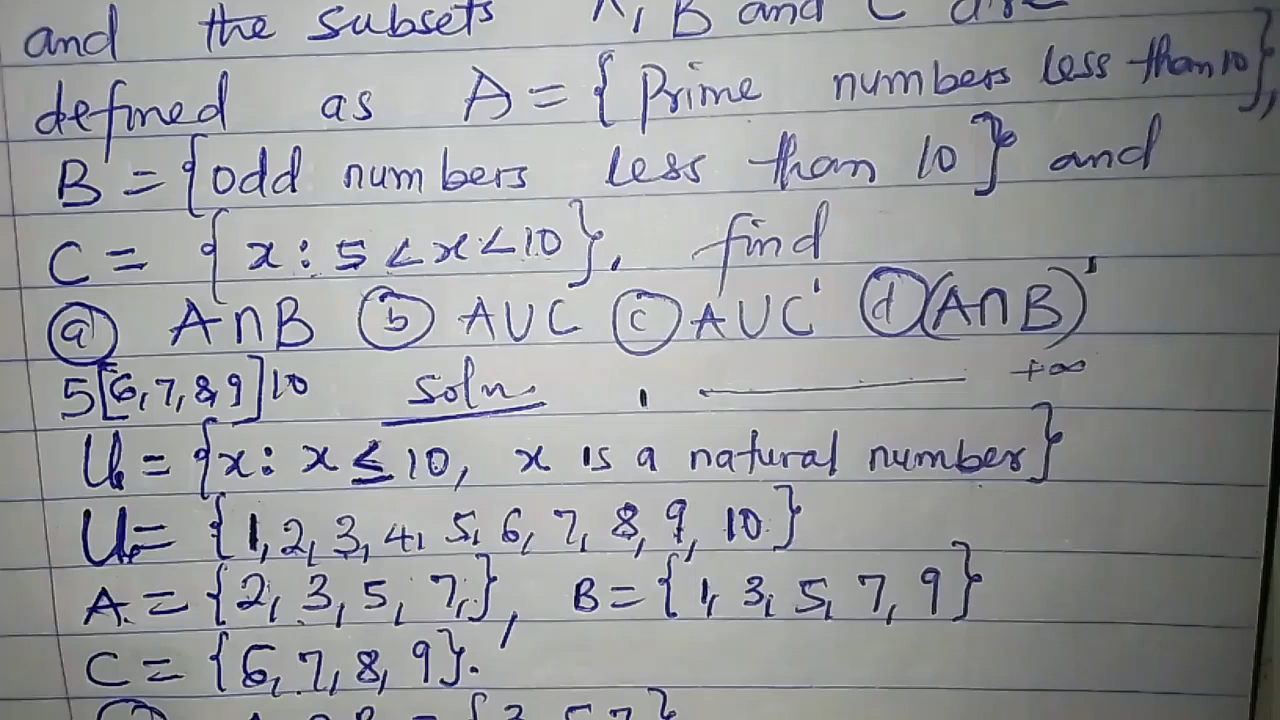 and the subsets A, B and C are
defined as A = {Prime numbers less than 10},
B = {odd numbers less than 10} and
C = {x : 5 < x < 10}, find
(a) A∩B (b) AUC (c) AUC' (d) (A∩B)'
5[6,7,8,9]10 Soln +∞
U = {x: x ≤ 10, x is a natural number}
U = {1, 2, 3, 4, 5, 6, 7, 8, 9, 10}
A = {2, 3, 5, 7,}, B = {1, 3, 5, 7, 9}
C = {6, 7, 8, 9}.